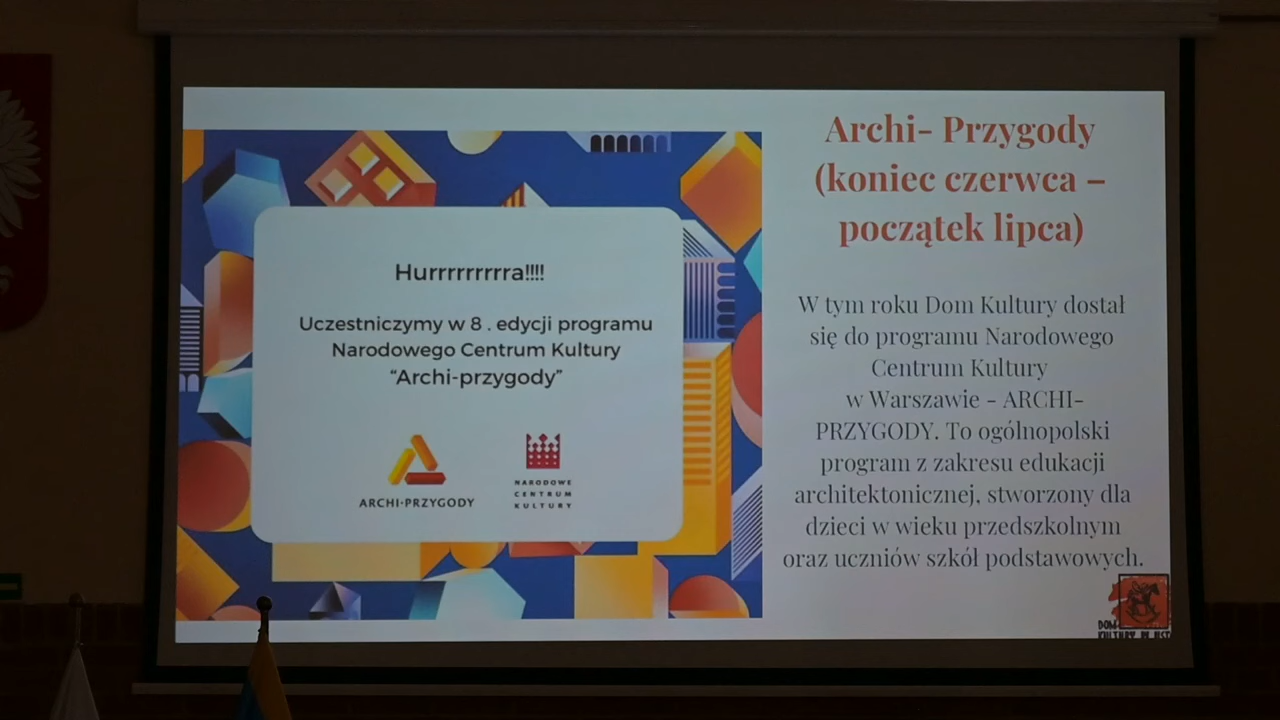 Hurrrrrrrrra!!!!
Uczestniczymy w 8 . edycji programu
Narodowego Centrum Kultury
“Archi-przygody”
ARCHI·PRZYGODY
NARODOWE
CENTRUM
KULTURY
Archi- Przygody
(koniec czerwca –
początek lipca)
W tym roku Dom Kultury dostał
się do programu Narodowego
Centrum Kultury
w Warszawie - ARCHI-
PRZYGODY. To ogólnopolski
program z zakresu edukacji
architektonicznej, stworzony dla
dzieci w wieku przedszkolnym
oraz uczniów szkół podstawowych.
DOM
KULTURY